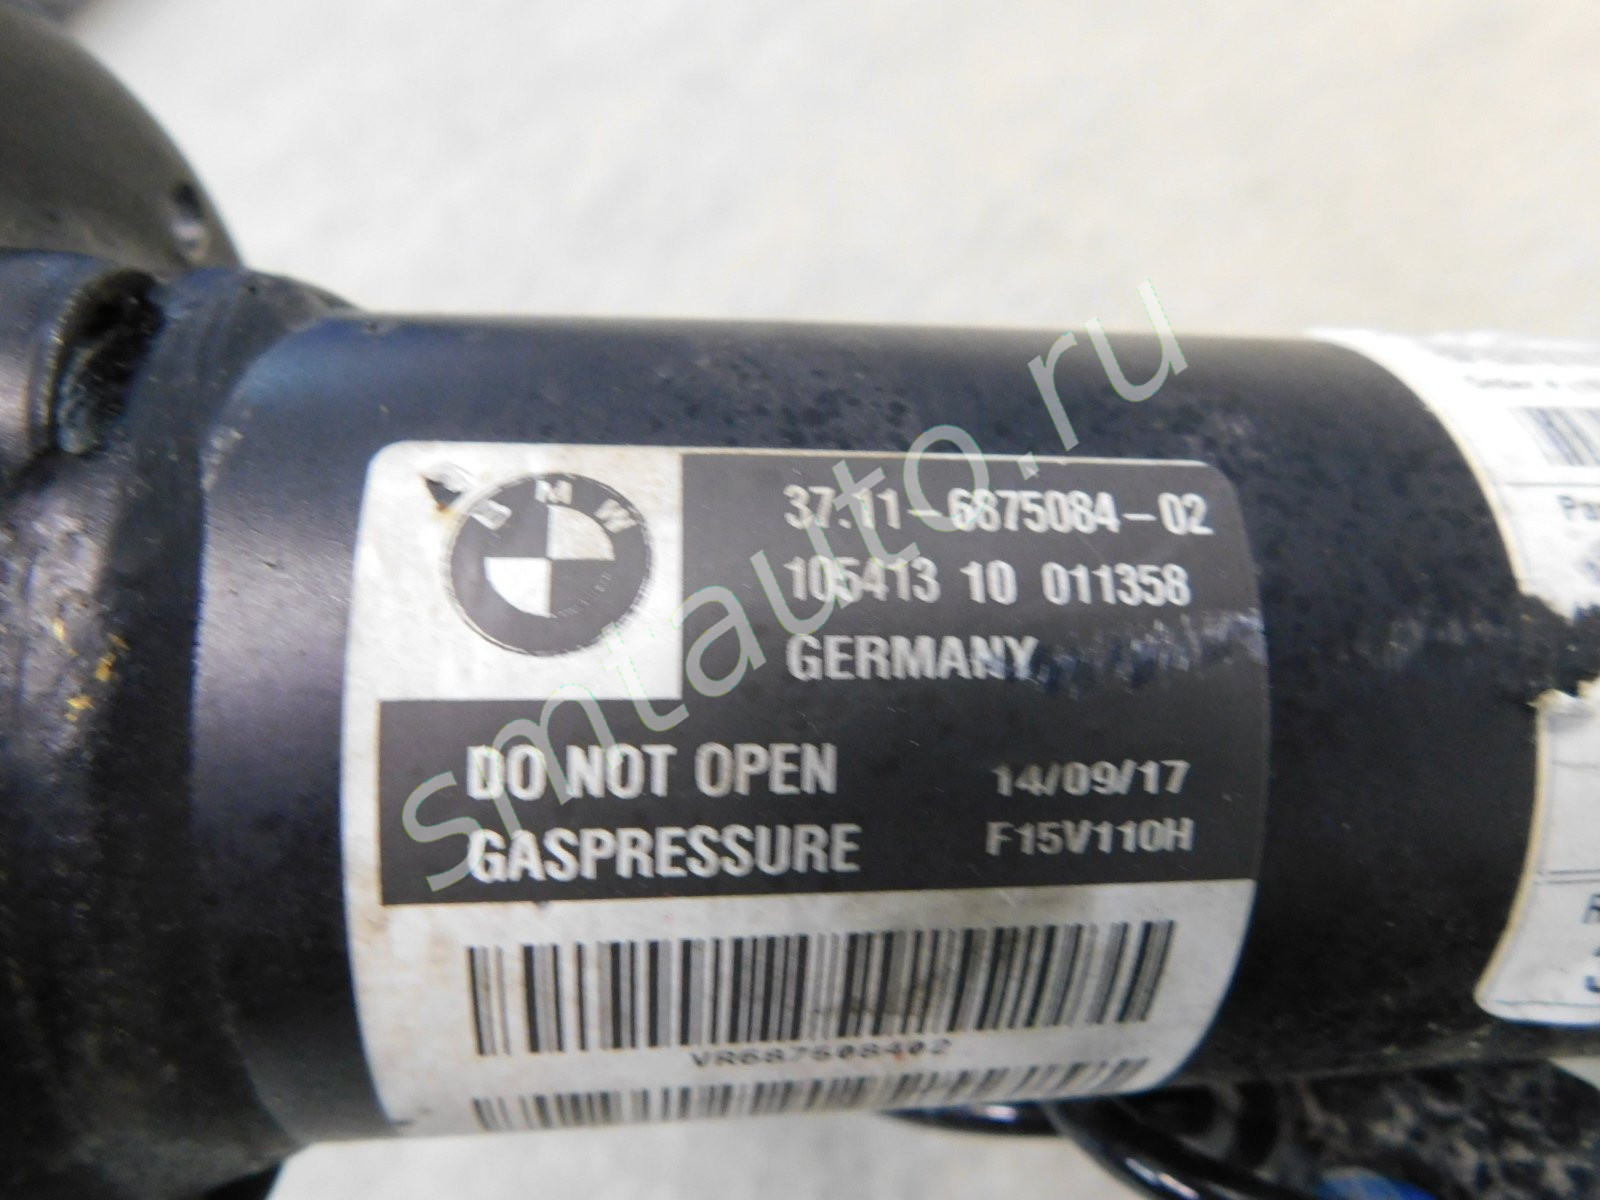 BMW
37.11-6875084-02
105413 10 011358
GERMANY
DO NOT OPEN
14/09/17
GASPRESSURE
F15V110H
VR687508402
smtauto.ru